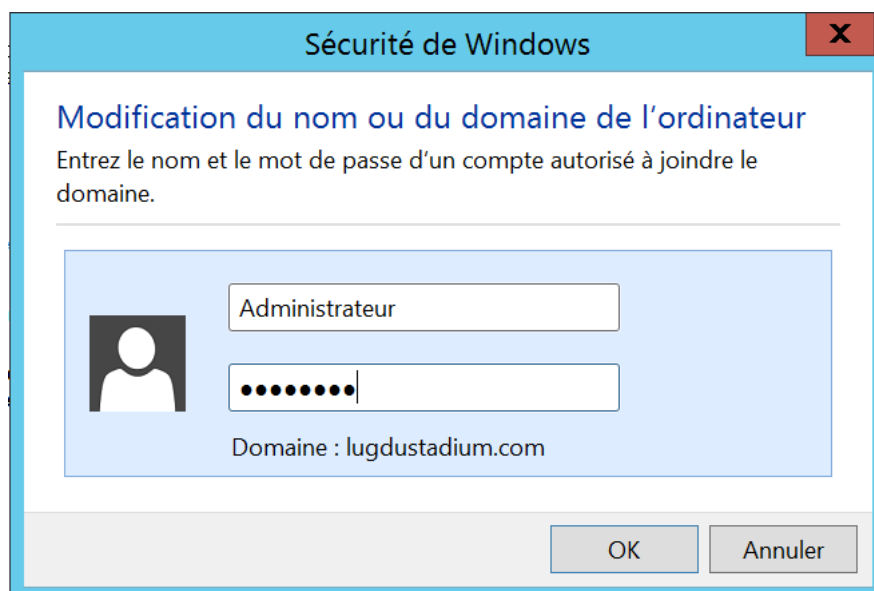 Sécurité de Windows
X
Modification du nom ou du domaine de l'ordinateur
Entrez le nom et le mot de passe d'un compte autorisé à joindre le
domaine.
Administrateur
●●●●●●●●
Domaine : lugdustadium.com
OK
Annuler